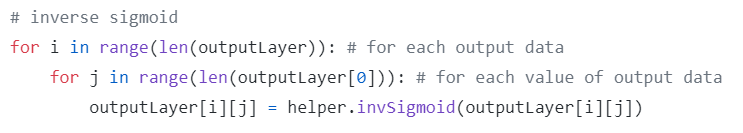 # inverse sigmoid
for i in range(len(outputLayer)): # for each output data
    for j in range(len(outputLayer[0])): # for each value of output data
        outputLayer[i][j] = helper.invSigmoid(outputLayer[i][j])